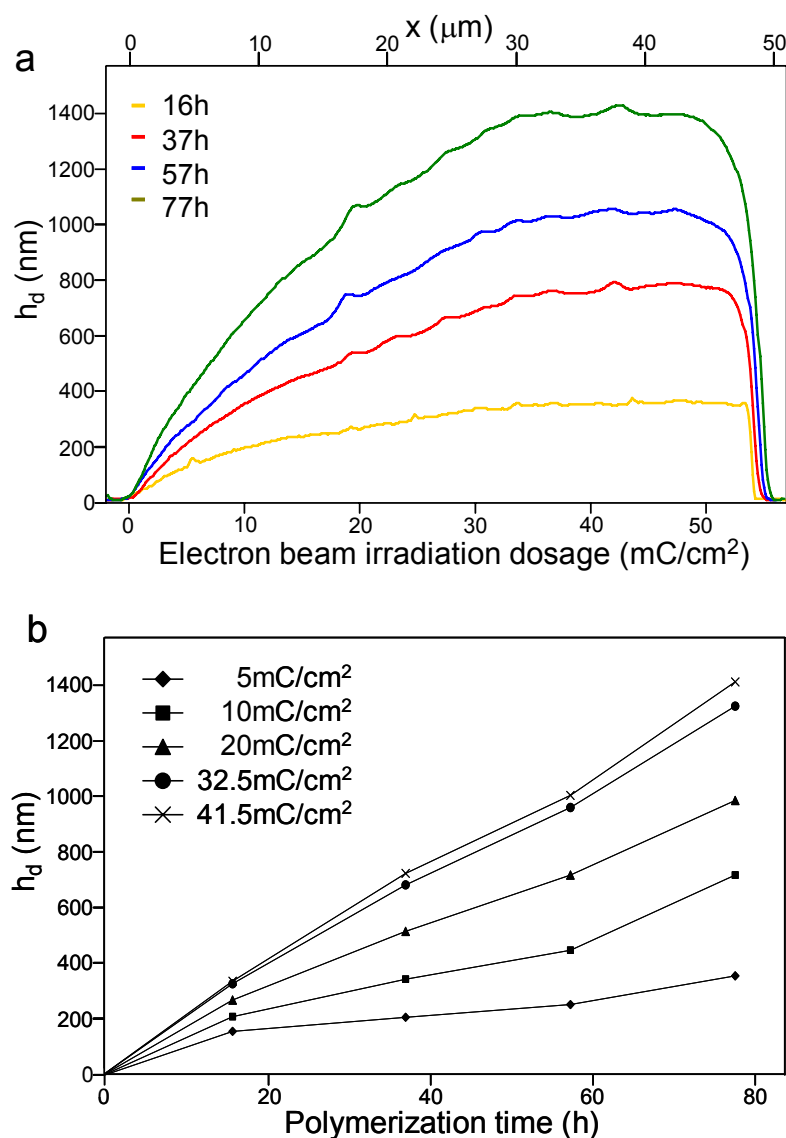 x (μm)
0 10 20 30 40 50
a
16h
37h
57h
77h
1400
1200
1000
800
600
400
200
0
h_d (nm)
0 10 20 30 40 50
Electron beam irradiation dosage (mC/cm²)
b
5mC/cm²
10mC/cm²
20mC/cm²
32.5mC/cm²
41.5mC/cm²
1400
1200
1000
800
600
400
200
0
h_d (nm)
0 20 40 60 80
Polymerization time (h)